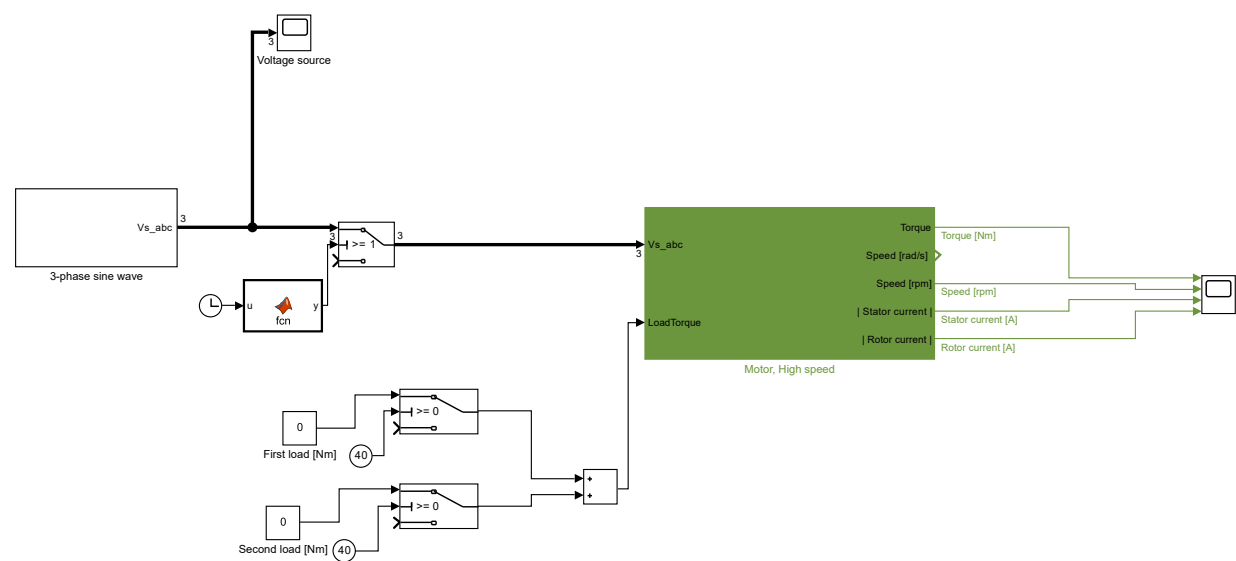 3
Voltage source
Vs_abc
3
3-phase sine wave
3
>= 1
3
u
y
fcn
Vs_abc
3
LoadTorque
Torque
Speed [rad/s]
Speed [rpm]
| Stator current |
| Rotor current |
Motor, High speed
Torque [Nm]
Speed [rpm]
Stator current [A]
Rotor current [A]
>= 0
0
First load [Nm]
40
+
+
>= 0
0
Second load [Nm]
40